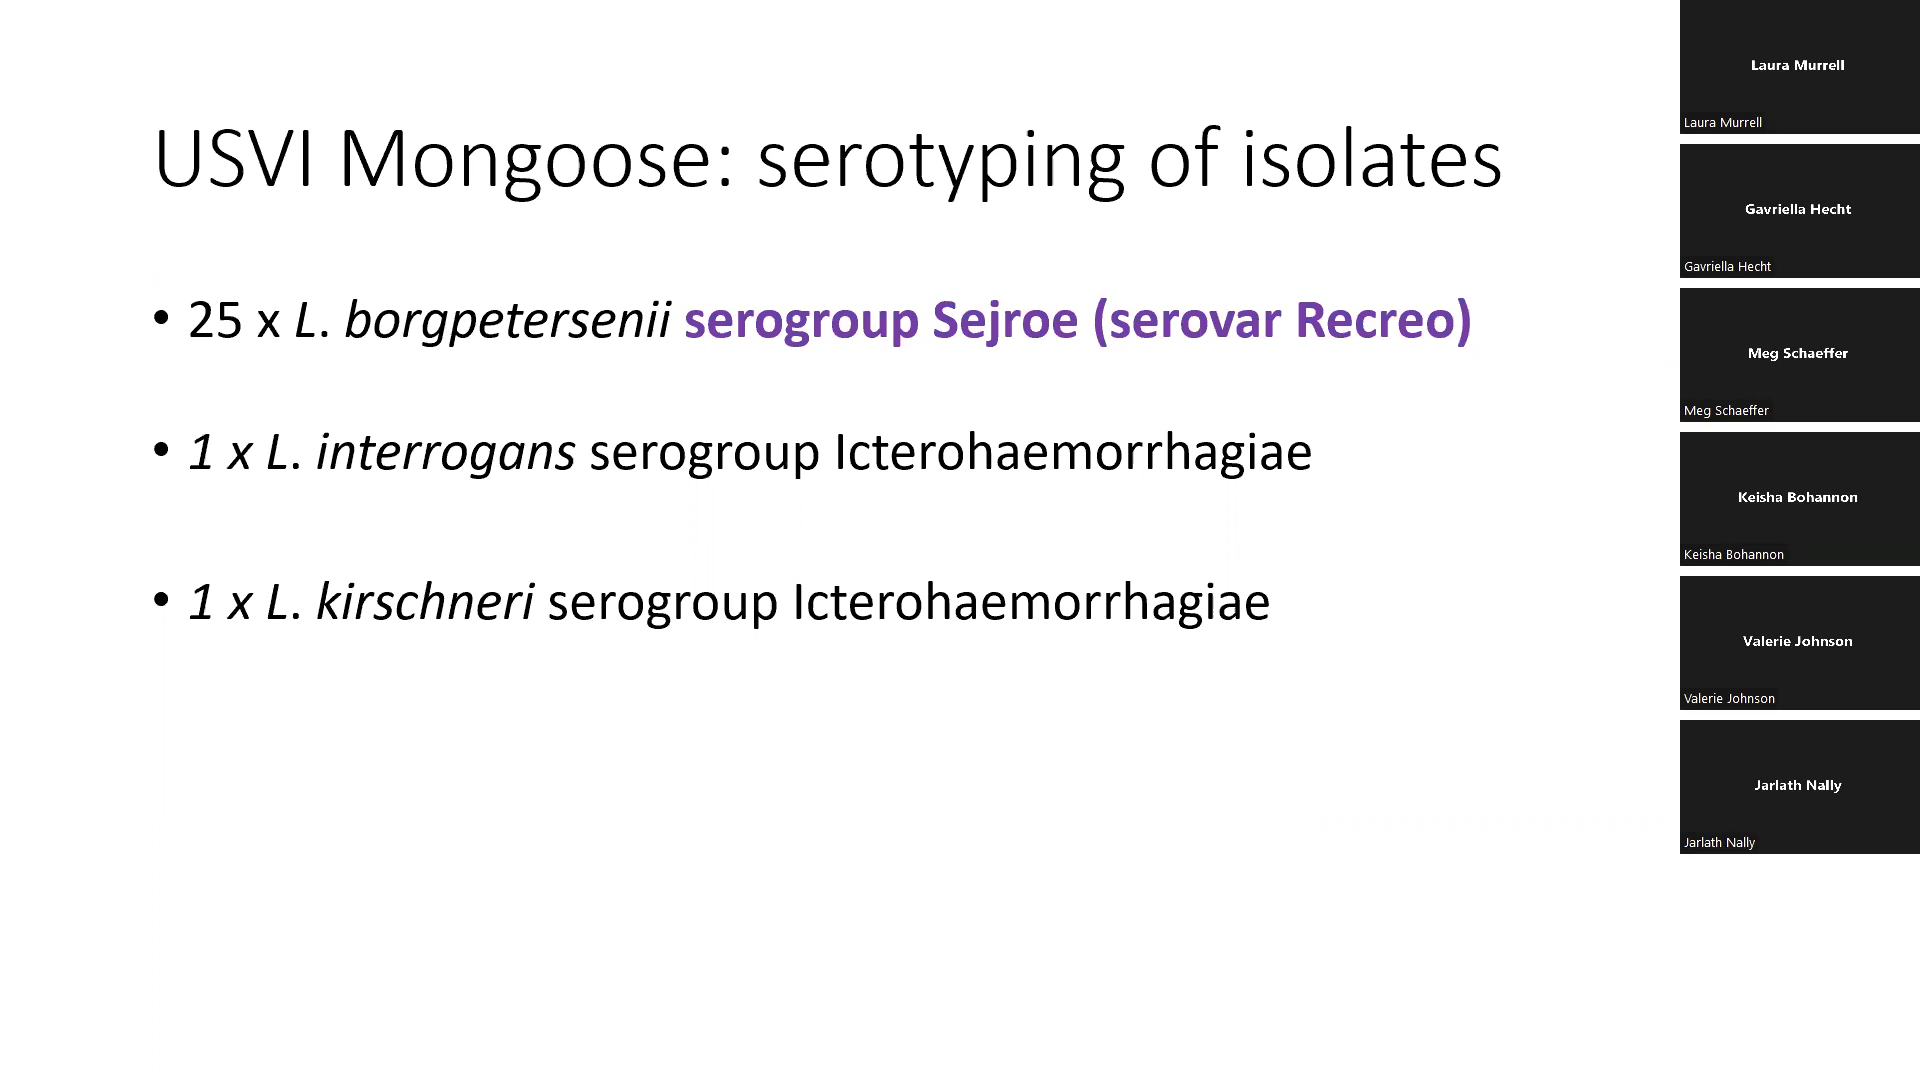 USVI Mongoose: serotyping of isolates
• 25 x L. borgpetersenii serogroup Sejroe (serovar Recreo)
• 1 x L. interrogans serogroup Icterohaemorrhagiae
• 1 x L. kirschneri serogroup Icterohaemorrhagiae
Laura Murrell
Laura Murrell
Gavriella Hecht
Gavriella Hecht
Meg Schaeffer
Meg Schaeffer
Keisha Bohannon
Keisha Bohannon
Valerie Johnson
Valerie Johnson
Jarlath Nally
Jarlath Nally